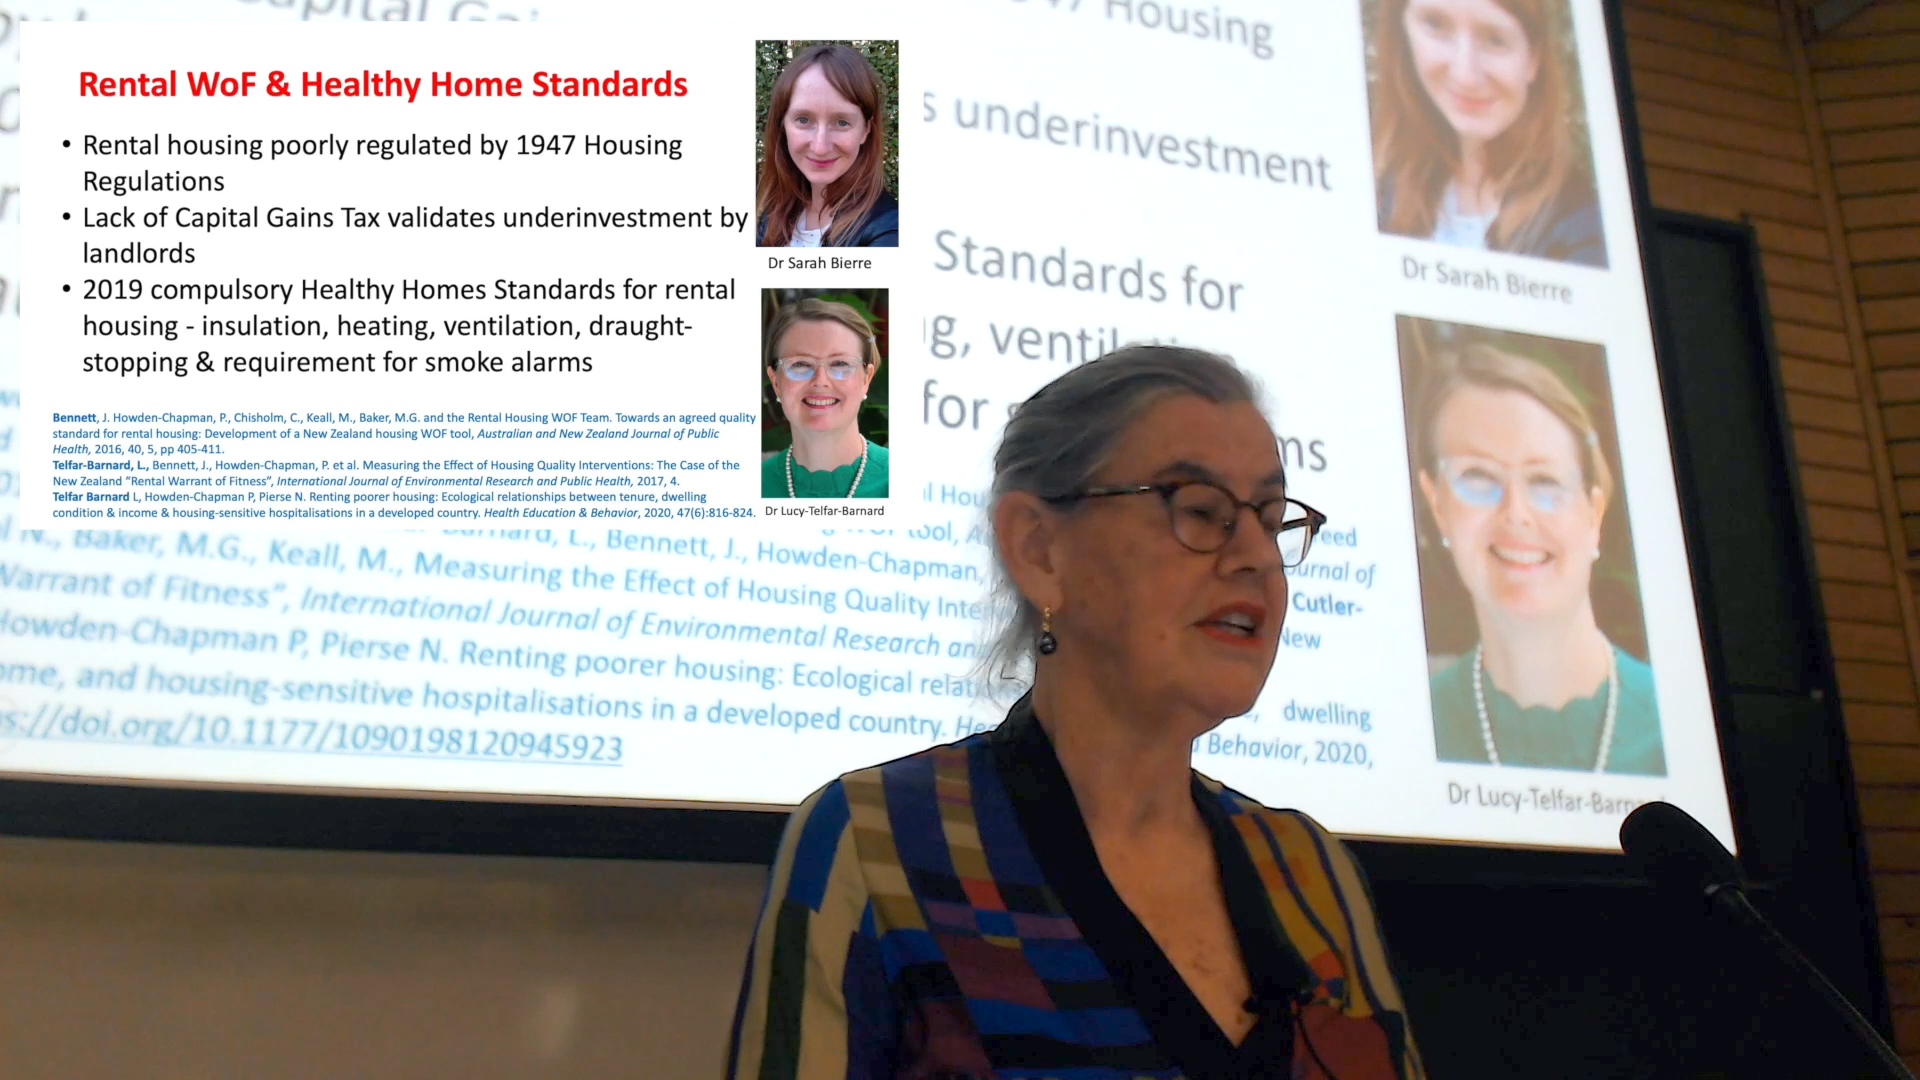 Rental WoF & Healthy Home Standards
• Rental housing poorly regulated by 1947 Housing
Regulations
• Lack of Capital Gains Tax validates underinvestment by
landlords
• 2019 compulsory Healthy Homes Standards for rental
housing - insulation, heating, ventilation, draught-
stopping & requirement for smoke alarms
Bennett, J. Howden-Chapman, P., Chisholm, C., Keall, M., Baker, M.G. and the Rental Housing WOF Team. Towards an agreed quality
standard for rental housing: Development of a New Zealand housing WOF tool, Australian and New Zealand Journal of Public
Health, 2016, 40, 5, pp 405-411.
Telfar-Barnard, L., Bennett, J., Howden-Chapman, P. et al. Measuring the Effect of Housing Quality Interventions: The Case of the
New Zealand "Rental Warrant of Fitness”, International Journal of Environmental Research and Public Health, 2017, 4.
Telfar Barnard L, Howden-Chapman P, Pierse N. Renting poorer housing: Ecological relationships between tenure, dwelling
condition & income & housing-sensitive hospitalisations in a developed country. Health Education & Behavior, 2020, 47(6):816-824.
Dr Sarah Bierre
Dr Lucy-Telfar-Barnard
Housing
underinvestment
Standards for
for
Dr Sarah Bierre
L., Bennett, J., Howden-Chapman,
Baker, M.G., Keall, M., Measuring the Effect of Housing Quality
Cutler-
Warrant of Fitness”, International Journal of Environmental Research
Howden-Chapman P, Pierse N. Renting poorer housing: Ecological
and housing-sensitive hospitalisations in a developed country.
dwelling
Behavior, 2020,
://doi.org/10.1177/1090198120945923
Dr Lucy-Telfar-